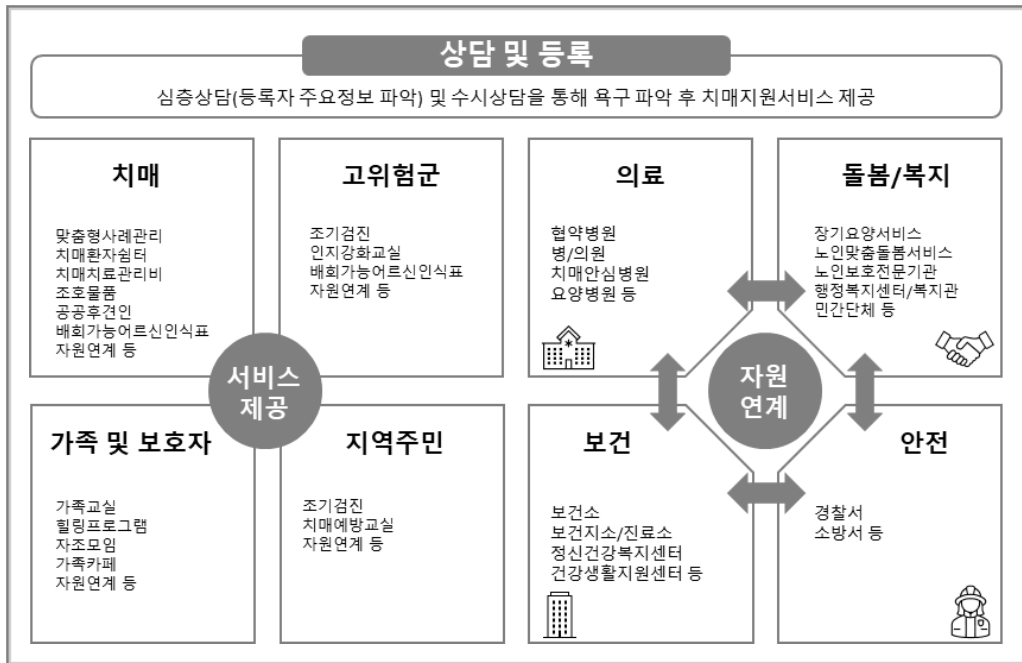 상담 및 등록
심층상담(등록자 주요정보 파악) 및 수시상담을 통해 욕구 파악 후 치매지원서비스 제공
치매
맞춤형사례관리
치매환자쉼터
치매치료관리비
조호물품
공공후견인
배회가능어르신인식표
자원연계 등
고위험군
조기검진
인지강화교실
배회가능어르신인식표
자원연계 등
서비스
제공
가족 및 보호자
가족교실
힐링프로그램
자조모임
가족카페
자원연계 등
지역주민
조기검진
치매예방교실
자원연계 등
의료
협약병원
병/의원
치매안심병원
요양병원 등
돌봄/복지
장기요양서비스
노인맞춤돌봄서비스
노인보호전문기관
행정복지센터/복지관
민간단체 등
자원
연계
보건
보건소
보건지소/진료소
정신건강복지센터
건강생활지원센터 등
안전
경찰서
소방서 등